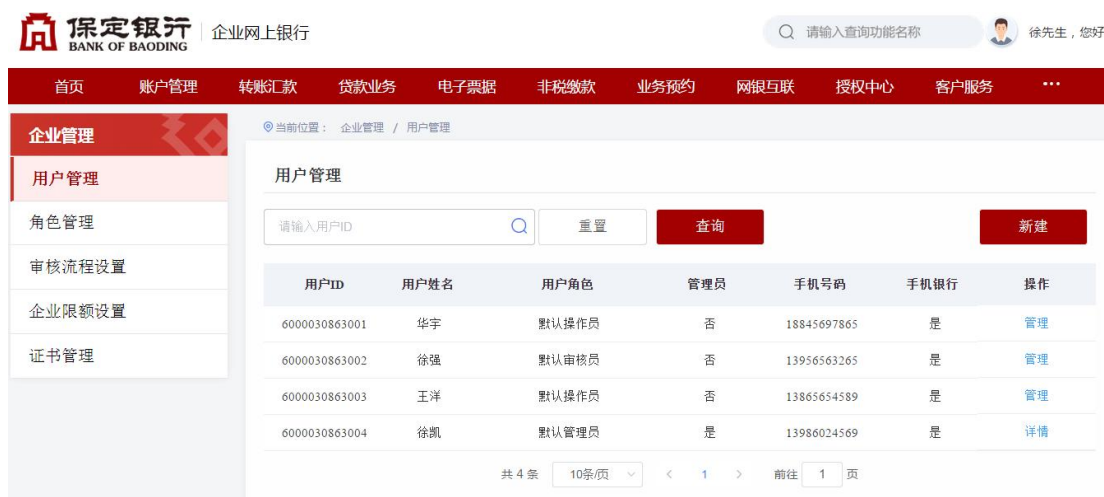 保定银行 企业网上银行 请输入查询功能名称 徐先生，您好
BANK OF BAODING
首页 账户管理 转账汇款 贷款业务 电子票据 非税缴款 业务预约 网银互联 授权中心 客户服务 ···
企业管理
用户管理
角色管理
审核流程设置
企业限额设置
证书管理
当前位置： 企业管理 / 用户管理
用户管理
请输入用户ID 重置 查询 新建
用户ID 用户姓名 用户角色 管理员 手机号码 手机银行 操作
6000030863001 华宇 默认操作员 否 18845697865 是 管理
6000030863002 徐强 默认审核员 否 13956563265 是 管理
6000030863003 王洋 默认操作员 否 13865654589 是 管理
6000030863004 徐凯 默认管理员 是 13986024569 是 详情
共 4 条 10条/页 < 1 > 前往 1 页